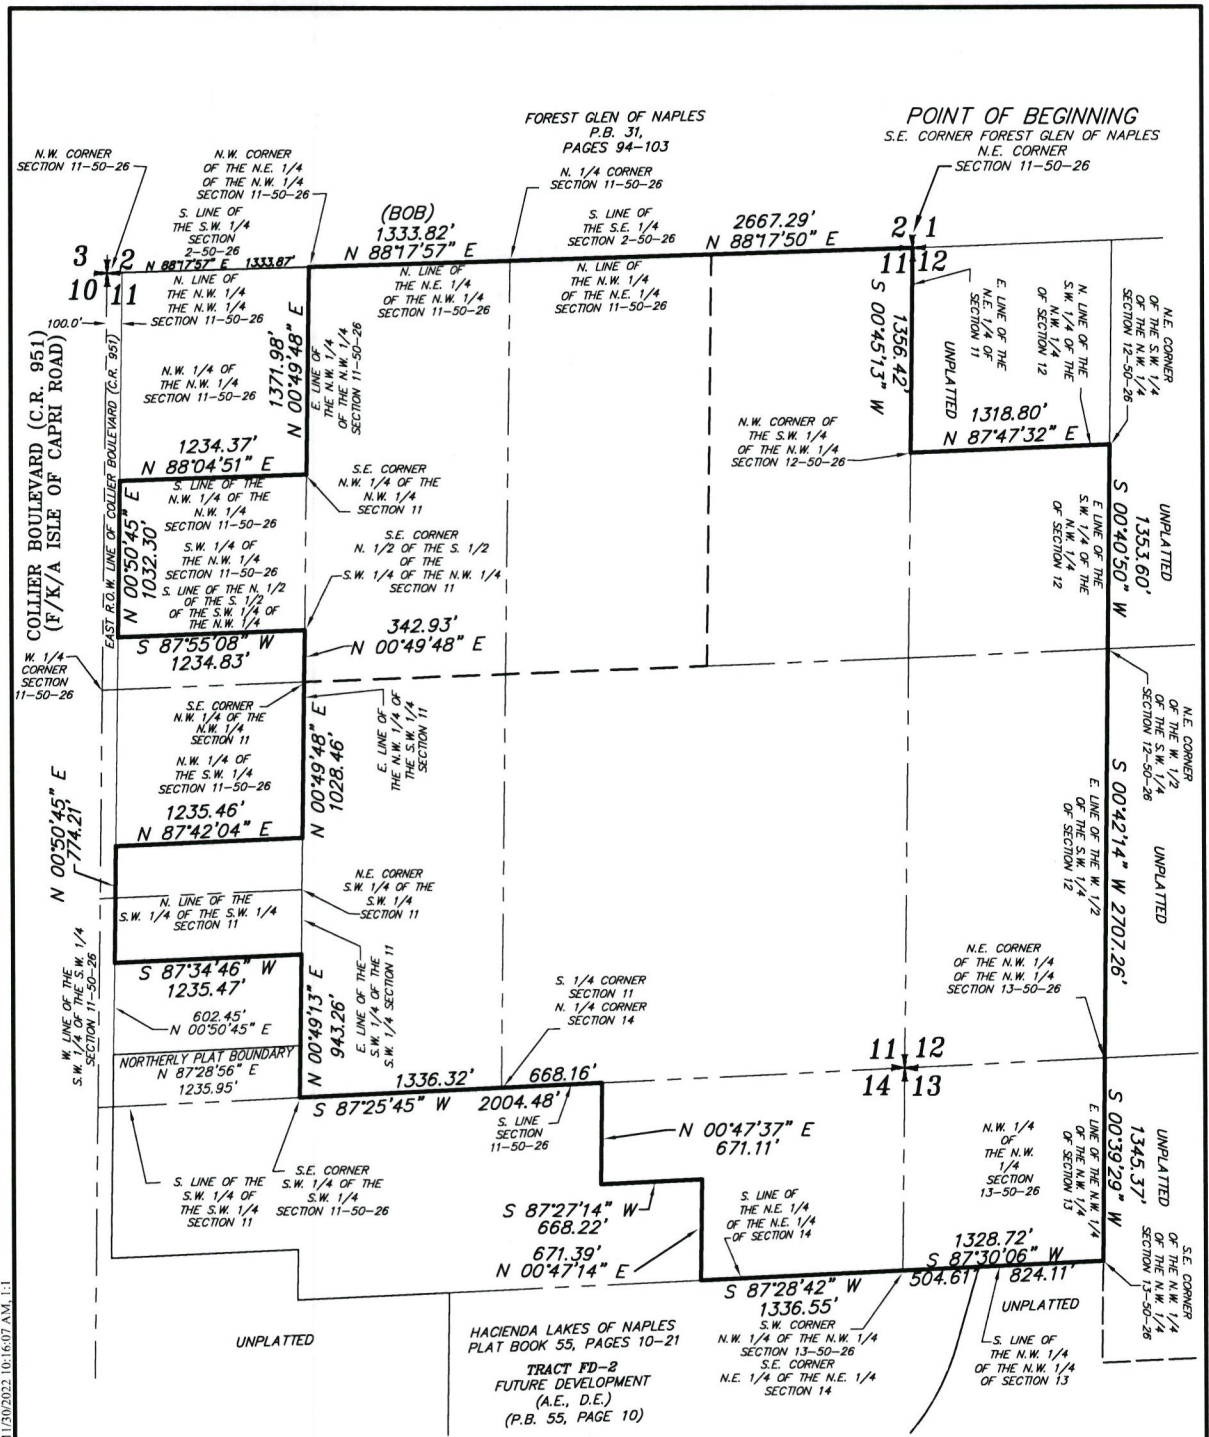 POINT OF BEGINNING
S.E. CORNER FOREST GLEN OF NAPLES
N.E. CORNER
SECTION 11-50-26
FOREST GLEN OF NAPLES
P.B. 31,
PAGES 94-103
N.W. CORNER
SECTION 11-50-26
N.W. CORNER
OF THE N.E. 1/4
OF THE N.W. 1/4
SECTION 11-50-26
N. 1/4 CORNER
SECTION 11-50-26
S. LINE OF
THE S.W. 1/4
SECTION
2-50-26
(BOB)
1333.82'
N 88°17'57" E
S. LINE OF
THE S.E. 1/4
SECTION 2-50-26
2667.29'
N 88°17'50" E
3
2
10
11
N 88°17'57" E 1333.87'
2
1
11
12
N. LINE OF
THE N.W. 1/4
THE N.W. 1/4
SECTION 11-50-26
N. LINE OF
THE N.E. 1/4
OF THE N.W. 1/4
SECTION 11-50-26
N. LINE OF
THE N.W. 1/4
OF THE N.E. 1/4
SECTION 11-50-26
100.0'
COLLIER BOULEVARD (C.R. 951)
(F/K/A ISLE OF CAPRI ROAD)
EAST R.O.W. LINE OF COLLIER BOULEVARD (C.R. 951)
N.W. 1/4 OF
THE N.W. 1/4
SECTION 11-50-26
1371.98'
N 00°49'48" E
E. LINE OF
THE N.W. 1/4
OF THE N.W. 1/4
SECTION 11-50-26
1356.42'
S 00°45'13" W
E. LINE OF THE
N.E. 1/4 OF
SECTION 11
UNPLATTED
N. LINE OF THE
S.W. 1/4 OF THE
N.W. 1/4
OF SECTION 12
N.E. CORNER
OF THE S.W. 1/4
OF THE N.W. 1/4
SECTION 12-50-26
1318.80'
N 87°47'32" E
N.W. CORNER OF
THE S.W. 1/4
OF THE N.W. 1/4
SECTION 12-50-26
1234.37'
N 88°04'51" E
S. LINE OF THE
N.W. 1/4 OF THE
N.W. 1/4
SECTION 11-50-26
S.E. CORNER
N.W. 1/4 OF THE
N.W. 1/4
SECTION 11
N 00°50'45" E
1032.30'
S.W. 1/4 OF
THE N.W. 1/4
SECTION 11-50-26
S. LINE OF THE N. 1/2
OF THE S. 1/2
OF THE S.W. 1/4 OF
THE N.W. 1/4
S.E. CORNER
N. 1/2 OF THE S. 1/2
OF THE
S.W. 1/4 OF THE N.W. 1/4
SECTION 11
UNPLATTED
1353.60'
S 00°40'50" W
E LINE OF THE
S.W. 1/4 OF THE
N.W. 1/4
OF SECTION 12
S 87°55'08" W
1234.83'
342.93'
N 00°49'48" E
W. 1/4
CORNER
SECTION
11-50-26
S.E. CORNER
N.W. 1/4 OF THE
N.W. 1/4
SECTION 11
E. LINE OF
THE N.W. 1/4 OF
THE S.W. 1/4
SECTION 11
N.E. CORNER
OF THE W. 1/2
OF THE S.W. 1/4
SECTION 12-50-26
N.W. 1/4 OF
THE S.W. 1/4
SECTION 11-50-26
N 00°49'48" E
1028.46'
1235.46'
N 87°42'04" E
N 00°50'45" E
774.21'
S 00°42'14" W 2707.26'
UNPLATTED
E. LINE OF THE W. 1/2
OF THE S.W. 1/4
OF SECTION 12
N.E. CORNER
S.W. 1/4 OF THE
S.W. 1/4
SECTION 11
N. LINE OF THE
S.W. 1/4 OF THE S.W. 1/4
SECTION 11
S 87°34'46" W
1235.47'
W. LINE OF THE
S.W. 1/4 OF THE S.W. 1/4
SECTION 11-50-26
602.45'
N 00°50'45" E
N 00°49'13" E
943.26'
E. LINE OF THE
S.W. 1/4 OF THE
S.W. 1/4 SECTION 11
S. 1/4 CORNER
SECTION 11
N. 1/4 CORNER
SECTION 14
N.E. CORNER
OF THE N.W. 1/4
OF THE N.W. 1/4
SECTION 13-50-26
NORTHERLY PLAT BOUNDARY
N 87°28'56" E
1235.95'
11
12
14
13
1336.32'
668.16'
S 87°25'45" W
2004.48'
S. LINE
SECTION
11-50-26
N 00°47'37" E
671.11'
N.W. 1/4
OF
THE N.W.
1/4
SECTION
13-50-26
S 00°39'29" W
1345.37'
UNPLATTED
E. LINE OF THE N.W. 1/4
OF THE N.W. 1/4
OF SECTION 13
S. LINE OF THE
S.W. 1/4 OF
THE S.W. 1/4
SECTION 11
S.E. CORNER
S.W. 1/4 OF THE
S.W. 1/4
SECTION 11-50-26
S 87°27'14" W
668.22'
671.39'
N 00°47'14" E
S. LINE OF
THE N.E. 1/4
OF THE N.E. 1/4
OF SECTION 14
1328.72'
S 87°30'06" W
504.61'
824.11'
S.E. CORNER
OF THE N.W. 1/4
OF THE N.W. 1/4
SECTION 13-50-26
S 87°28'42" W
1336.55'
S.W. CORNER
N.W. 1/4 OF THE N.W. 1/4
SECTION 13-50-26
S.E. CORNER
N.E. 1/4 OF THE N.E. 1/4
SECTION 14
UNPLATTED
S. LINE OF
THE N.W. 1/4
OF THE N.W. 1/4
OF SECTION 13
UNPLATTED
HACIENDA LAKES OF NAPLES
PLAT BOOK 55, PAGES 10-21
TRACT FD-2
FUTURE DEVELOPMENT
(A.E., D.E.)
(P.B. 55, PAGE 10)
11/30/2022 10:16:07 AM, 1:1